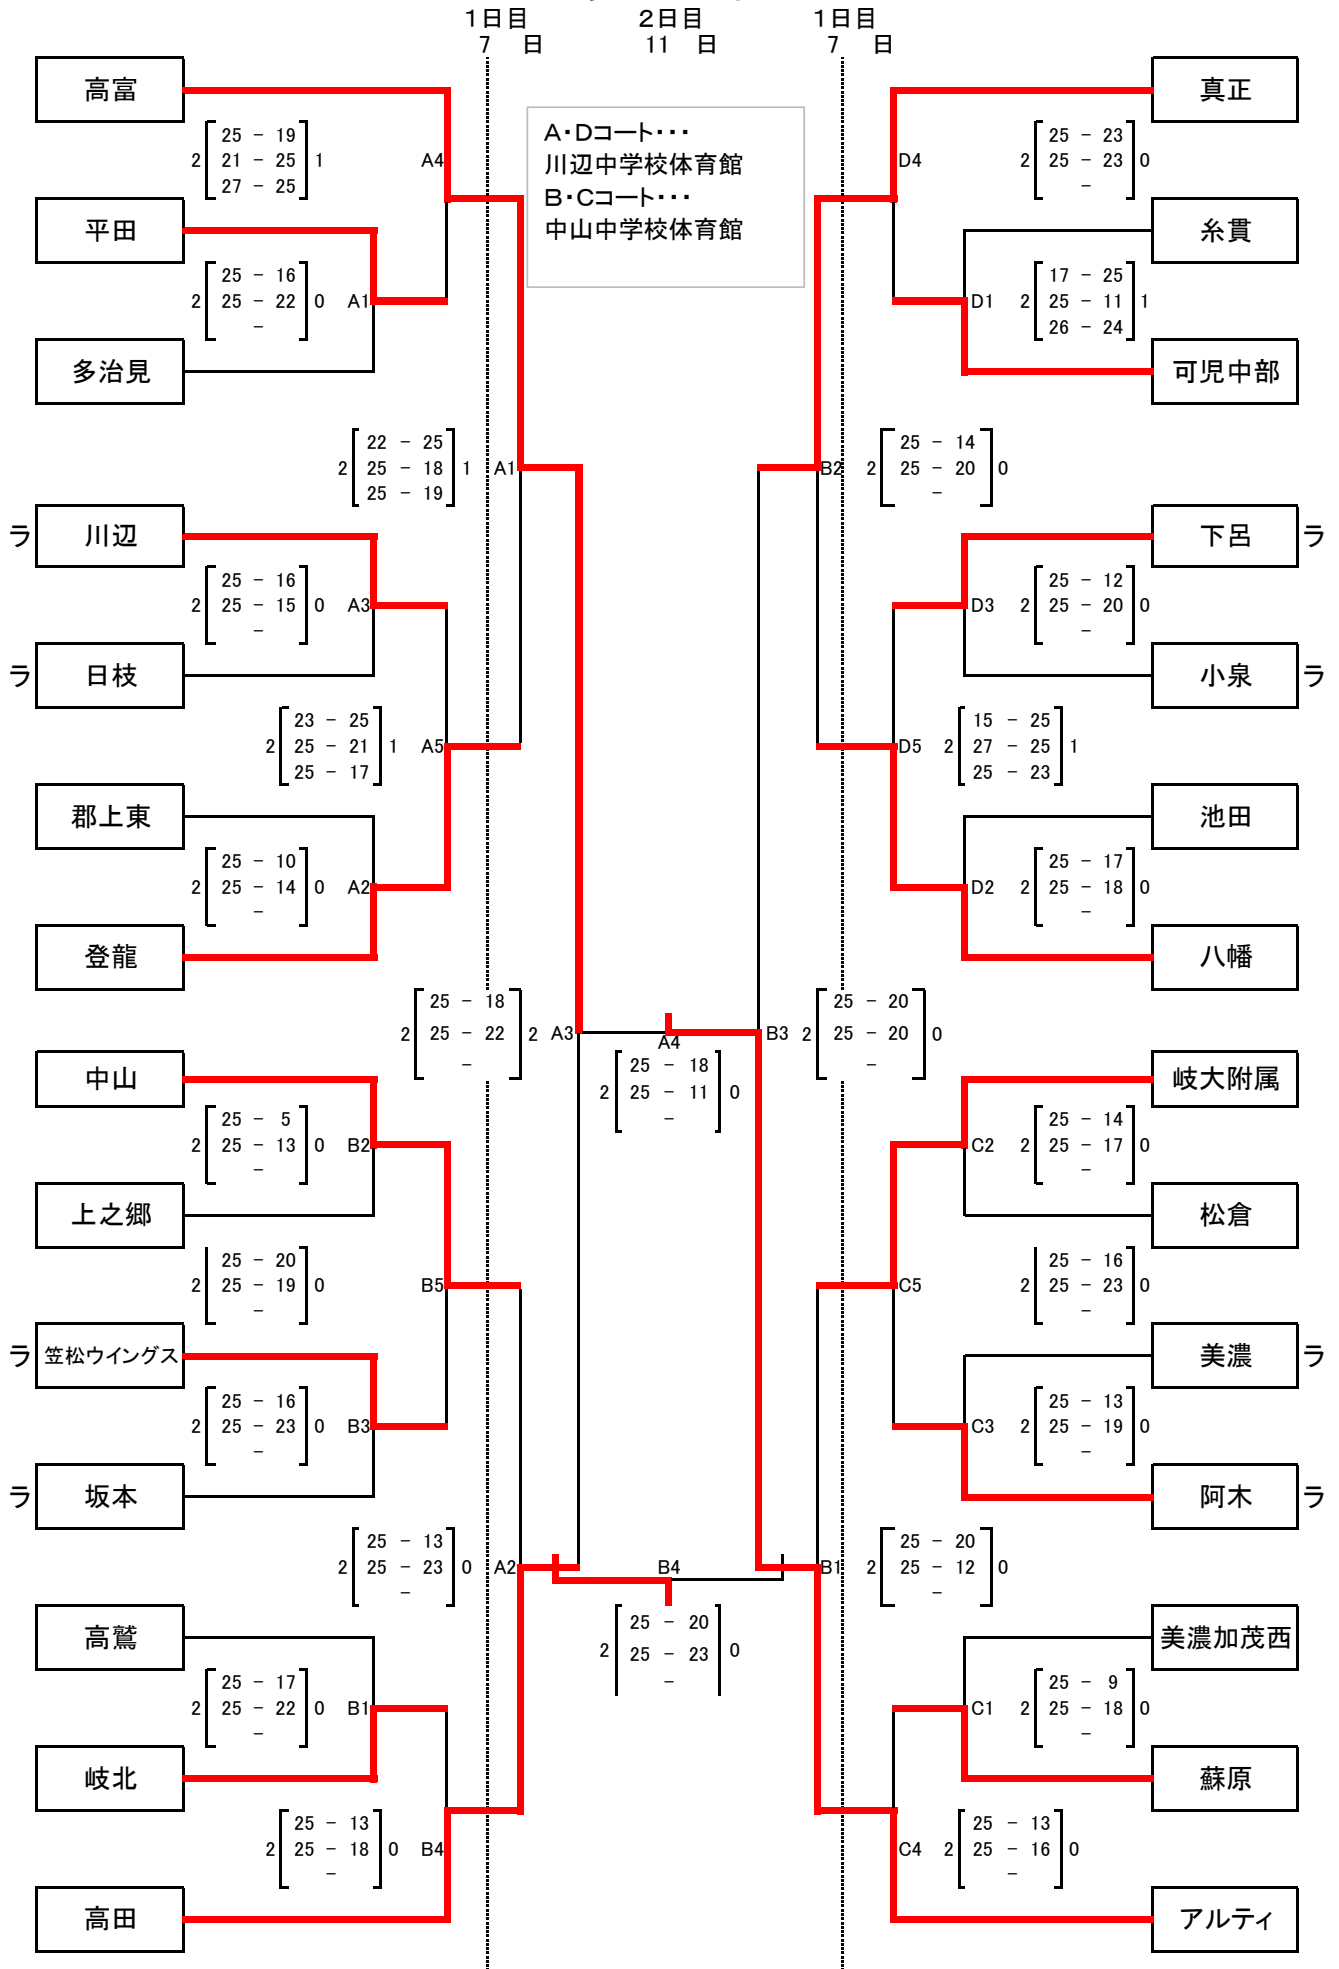 1日目 2日目 1日目
7 日 11 日 7 日
高富 真正
A・Dコート・・・
川辺中学校体育館
B・Cコート・・・
中山中学校体育館
25 - 19 25 - 23
2 21 - 25 1 A4 D4 2 25 - 23 0
27 - 25 -
平田 糸貫
25 - 16 17 - 25
2 25 - 22 0 A1 D1 2 25 - 11 1
- 26 - 24
多治見 可児中部
22 - 25 25 - 14
2 25 - 18 1 A1 B2 2 25 - 20 0
25 - 19 -
ラ 川辺 下呂 ラ
25 - 16 25 - 12
2 25 - 15 0 A3 D3 2 25 - 20 0
- -
ラ 日枝 小泉 ラ
23 - 25 15 - 25
2 25 - 21 1 A5 D5 2 27 - 25 1
25 - 17 25 - 23
郡上東 池田
25 - 10 25 - 17
2 25 - 14 0 A2 D2 2 25 - 18 0
- -
登龍 八幡
25 - 18 25 - 20
2 25 - 22 2 A3 B3 2 25 - 20 0
- -
A4
25 - 18
2 25 - 11 0
-
中山 岐大附属
25 - 5 25 - 14
2 25 - 13 0 B2 C2 2 25 - 17 0
- -
上之郷 松倉
25 - 20 25 - 16
2 25 - 19 0 B5 C5 2 25 - 23 0
- -
ラ 笠松ウイングス 美濃 ラ
25 - 16 25 - 13
2 25 - 23 0 B3 C3 2 25 - 19 0
- -
ラ 坂本 阿木 ラ
25 - 13 25 - 20
2 25 - 23 0 A2 B4 B1 2 25 - 12 0
- -
25 - 20
2 25 - 23 0
-
高鷲 美濃加茂西
25 - 17 25 - 9
2 25 - 22 0 B1 C1 2 25 - 18 0
- -
岐北 蘇原
25 - 13 25 - 13
2 25 - 18 0 B4 C4 2 25 - 16 0
- -
高田 アルティ